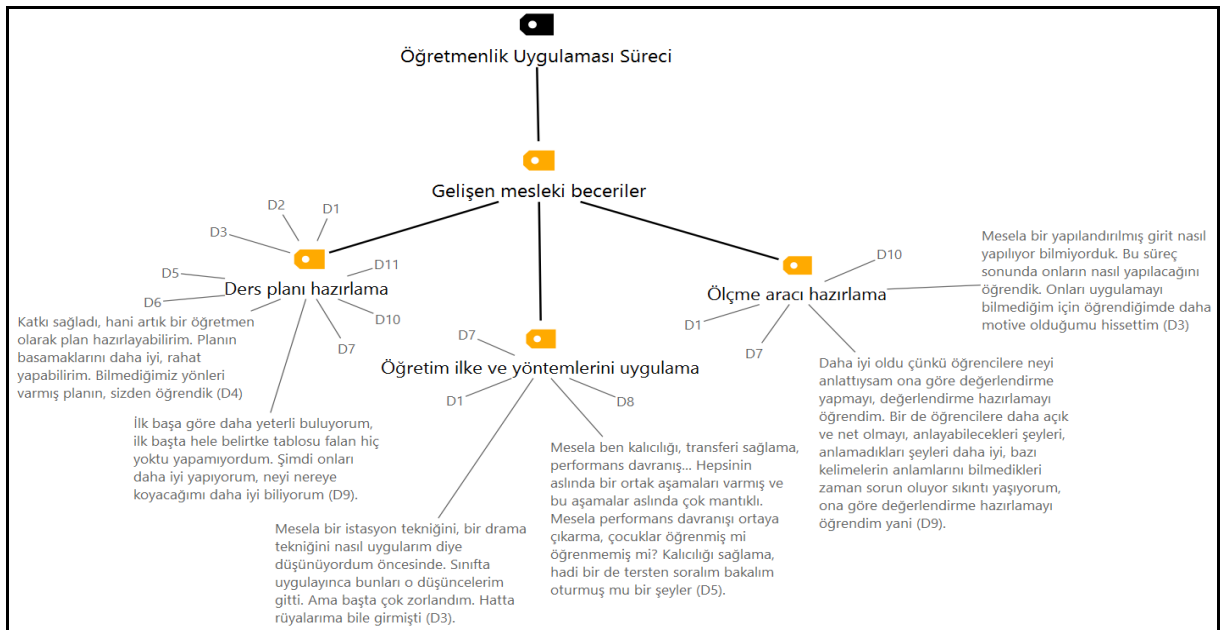 Öğretmenlik Uygulaması Süreci
Gelişen mesleki beceriler
D2
D1
D3
D5
D11
Ders planı hazırlama
D6
D10
D7
Katkı sağladı, hani artık bir öğretmen
olarak plan hazırlayabilirim. Planın
basamaklarını daha iyi, rahat
yapabilirim. Bilmediğimiz yönleri
varmış planın, sizden öğrendik (D4)
İlk başa göre daha yeterli buluyorum,
ilk başta hele belirtke tablosu falan hiç
yoktu yapamıyordum. Şimdi onları
daha iyi yapıyorum, neyi nereye
koyacağımı daha iyi biliyorum (D9).
D7
Öğretim ilke ve yöntemlerini uygulama
D1
D8
Mesela bir istasyon tekniğini, bir drama
tekniğini nasıl uygularım diye
düşünüyordum öncesinde. Sınıfta
uygulayınca bunları o düşüncelerim
gitti. Ama başta çok zorlandım. Hatta
rüyalarıma bile girmişti (D3).
Mesela ben kalıcılığı, transferi sağlama,
performans davranış... Hepsinin
aslında bir ortak aşamaları varmış ve
bu aşamalar aslında çok mantıklı.
Mesela performans davranışı ortaya
çıkarma, çocuklar öğrenmiş mi
öğrenmemiş mi? Kalıcılığı sağlama,
hadi bir de tersten soralım bakalım
oturmuş mu bir şeyler (D5).
D10
Ölçme aracı hazırlama
D1
D7
Mesela bir yapılandırılmış girit nasıl
yapılıyor bilmiyorduk. Bu süreç
sonunda onların nasıl yapılacağını
öğrendik. Onları uygulamayı
bilmediğim için öğrendiğimde daha
motive olduğumu hissettim (D3)
Daha iyi oldu çünkü öğrencilere neyi
anlattıysam ona göre değerlendirme
yapmayı, değerlendirme hazırlamayı
öğrendim. Bir de öğrencilere daha açık
ve net olmayı, anlayabilecekleri şeyleri,
anlamadıkları şeyleri daha iyi, bazı
kelimelerin anlamlarını bilmedikleri
zaman sorun oluyor sıkıntı yaşıyorum,
ona göre değerlendirme hazırlamayı
öğrendim yani (D9).